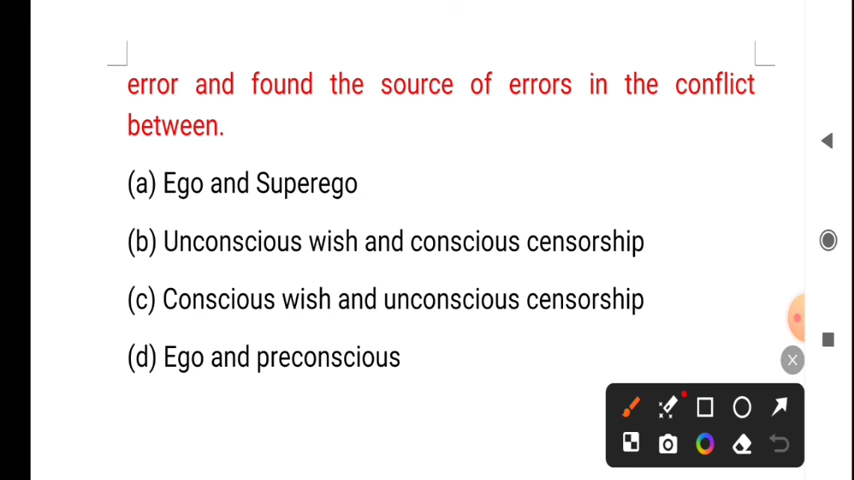 error and found the source of errors in the conflict
between.
(a) Ego and Superego
(b) Unconscious wish and conscious censorship
(c) Conscious wish and unconscious censorship
(d) Ego and preconscious